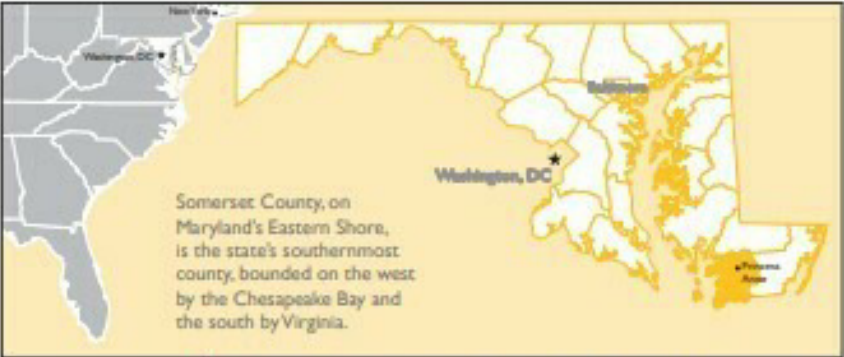 New York
Washington, DC
Baltimore
Washington, DC
Somerset County, on
Maryland's Eastern Shore,
is the state's southernmost
county, bounded on the west
by the Chesapeake Bay and
the south by Virginia.
Princess
Anne